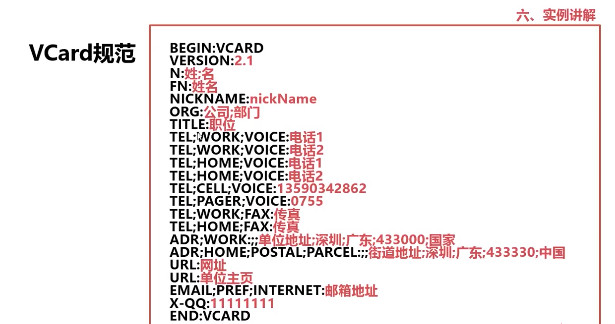 六、实例讲解
VCard规范
BEGIN:VCARD
VERSION:2.1
N:姓;名
FN:姓名
NICKNAME:nickName
ORG:公司;部门
TITLE:职位
TEL;WORK;VOICE:电话1
TEL;WORK;VOICE:电话2
TEL;HOME;VOICE:电话1
TEL;HOME;VOICE:电话2
TEL;CELL;VOICE:13590342862
TEL;PAGER;VOICE:0755
TEL;WORK;FAX:传真
TEL;HOME;FAX:传真
ADR;WORK:;;单位地址;深圳;广东;433000;国家
ADR;HOME;POSTAL;PARCEL:;;街道地址;深圳;广东;433330;中国
URL:网址
URL:单位主页
EMAIL;PREF;INTERNET:邮箱地址
X-QQ:11111111
END:VCARD